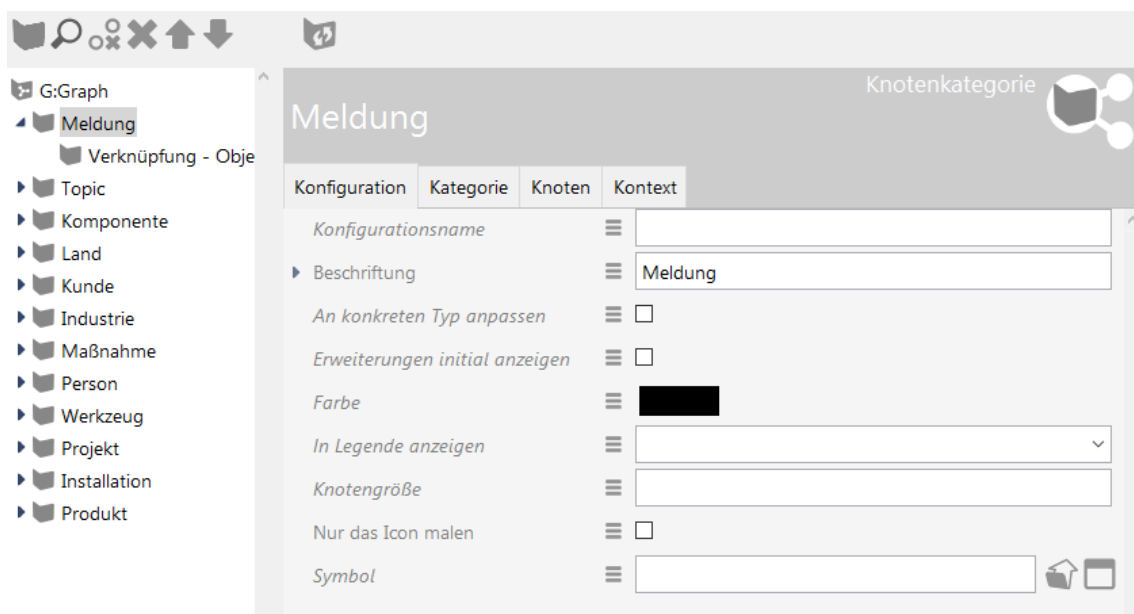 G:Graph
Meldung
Verknüpfung - Obje
Topic
Komponente
Land
Kunde
Industrie
Maßnahme
Person
Werkzeug
Projekt
Installation
Produkt
Knotenkategorie
Meldung
Konfiguration Kategorie Knoten Kontext
Konfigurationsname
Beschriftung Meldung
An konkreten Typ anpassen
Erweiterungen initial anzeigen
Farbe
In Legende anzeigen
Knotengröße
Nur das Icon malen
Symbol